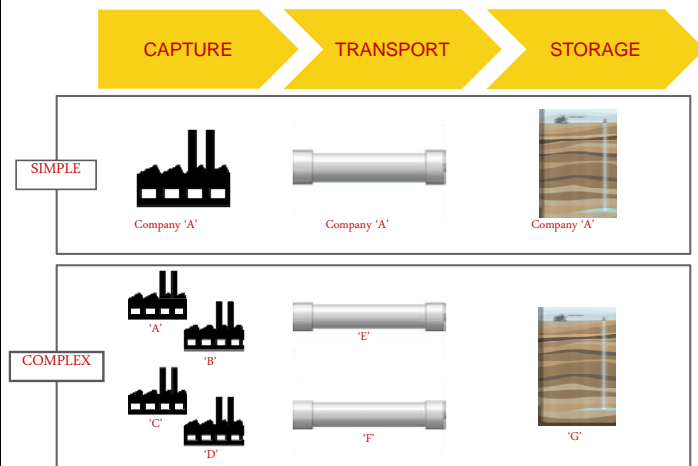 CAPTURE TRANSPORT STORAGE
SIMPLE
Company ‘A’ Company ‘A’ Company ‘A’
COMPLEX
‘A’
‘B’
‘C’
‘D’
‘E’
‘F’
‘G’